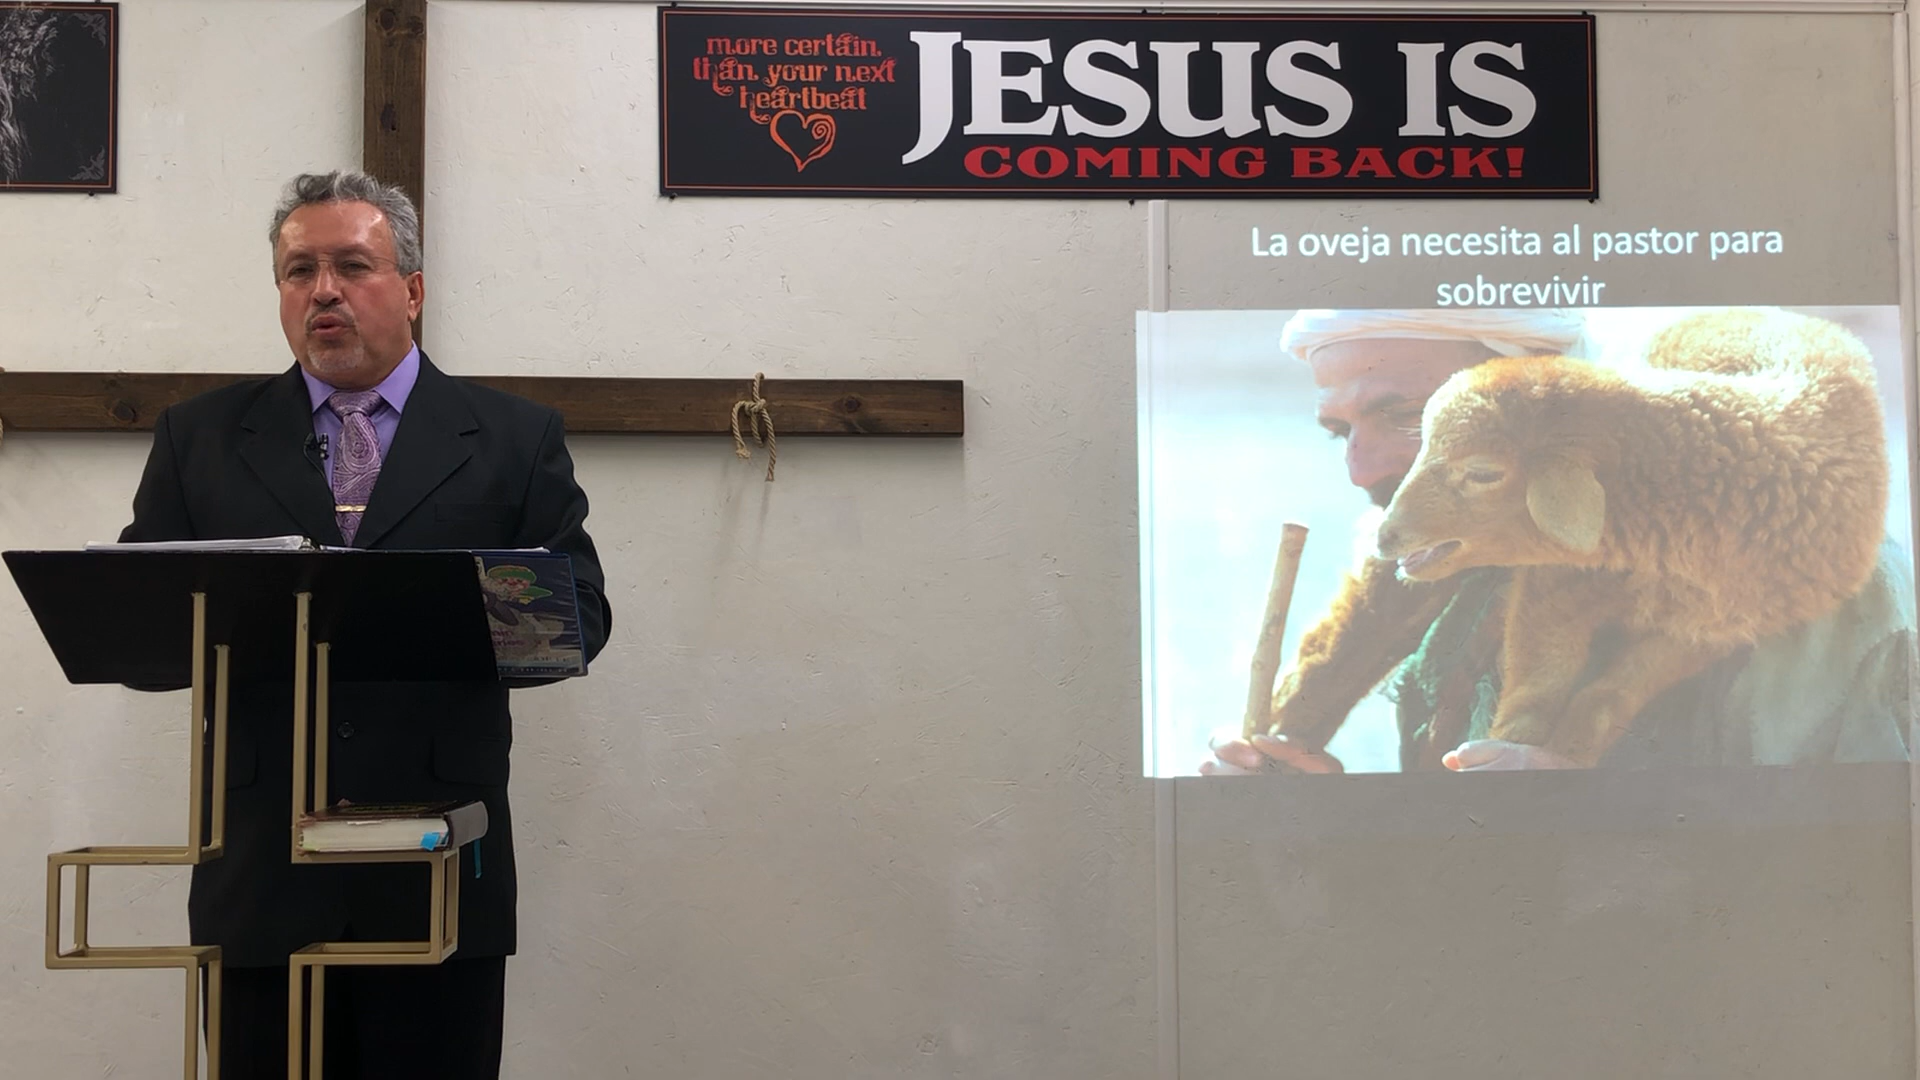 more certain
than your next
heartbeat
JESUS IS
COMING BACK!
La oveja necesita al pastor para
sobrevivir